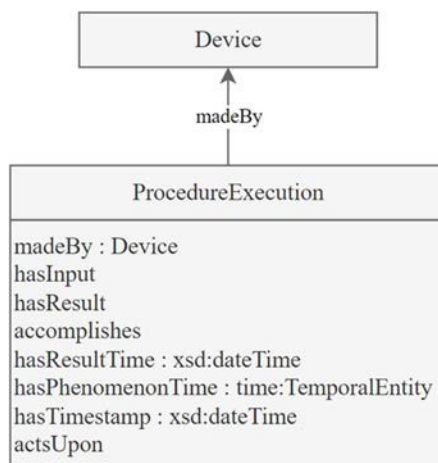 Device
madeBy
ProcedureExecution
madeBy : Device
hasInput
hasResult
accomplishes
hasResultTime : xsd:dateTime
hasPhenomenonTime : time:TemporalEntity
hasTimestamp : xsd:dateTime
actsUpon